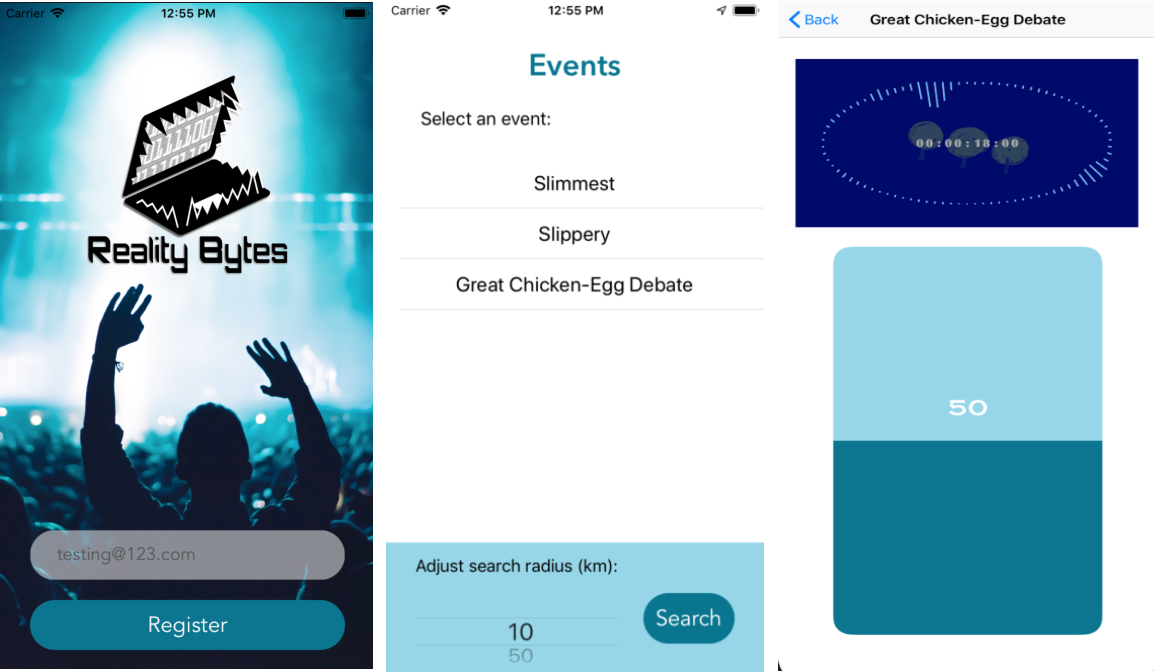 Carrier 12:55 PM
0111100
Reality Bytes
testing@123.com
Register
Carrier 12:55 PM
Events
Select an event:
Slimmest
Slippery
Great Chicken-Egg Debate
Adjust search radius (km):
10
50
Search
Back Great Chicken-Egg Debate
00:00:18:00
50